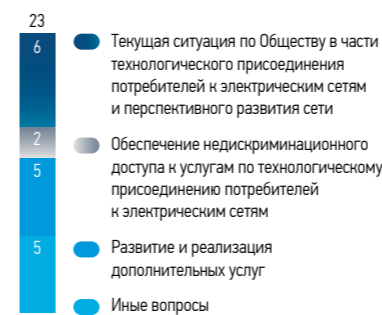 23
6
Текущая ситуация по Обществу в части
технологического присоединения
потребителей к электрическим сетям
и перспективного развития сети
2
Обеспечение недискриминационного
доступа к услугам по технологическому
присоединению потребителей
к электрическим сетям
5
5
Развитие и реализация
дополнительных услуг
Иные вопросы